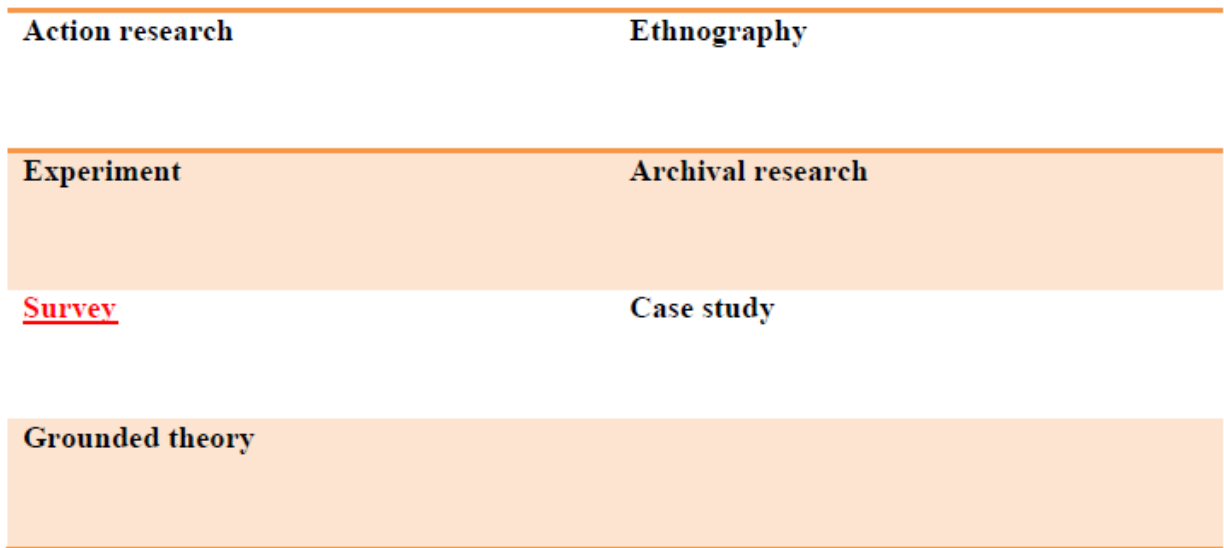 Action research Ethnography
Experiment Archival research
Survey Case study
Grounded theory